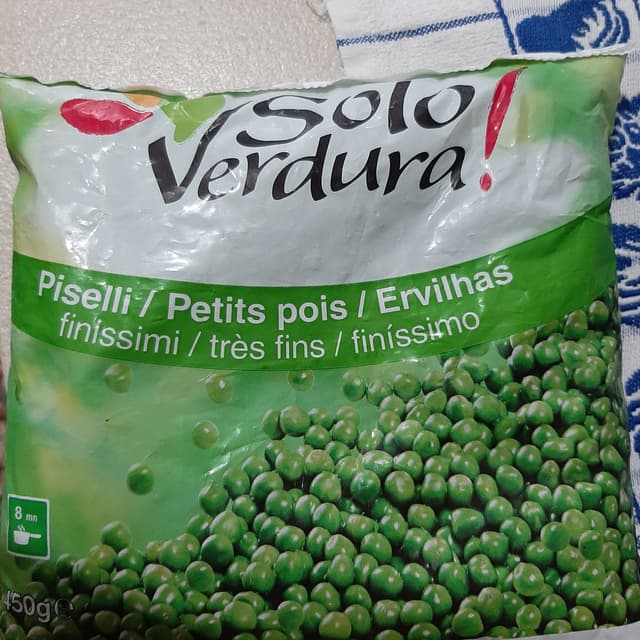 Solo
Verdura!
Piselli / Petits pois / Ervilhas
finissimi / très fins / finíssimo
8 mn
450g e